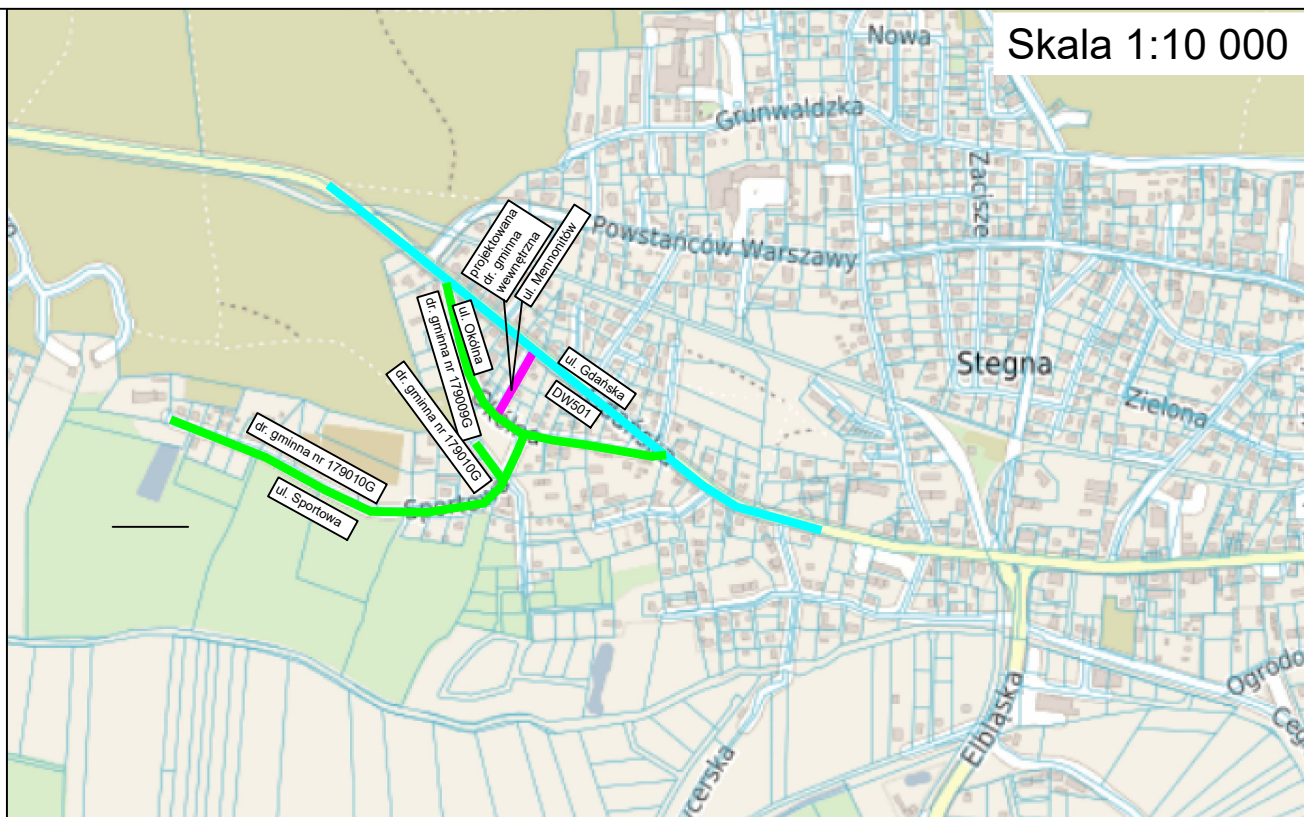 Skala 1:10 000
Nowa
Grunwaldzka
Zacisze
Powstańców Warszawy
projektowana
dr. gminna
wewnętrzna
ul. Mennonitów
ul. Okólna
dr. gminna nr 179009G
dr. gminna nr 179010G
ul. Gdańska
DW501
Stegna
Zielona
dr. gminna nr 179010G
ul. Sportowa
Elbląska